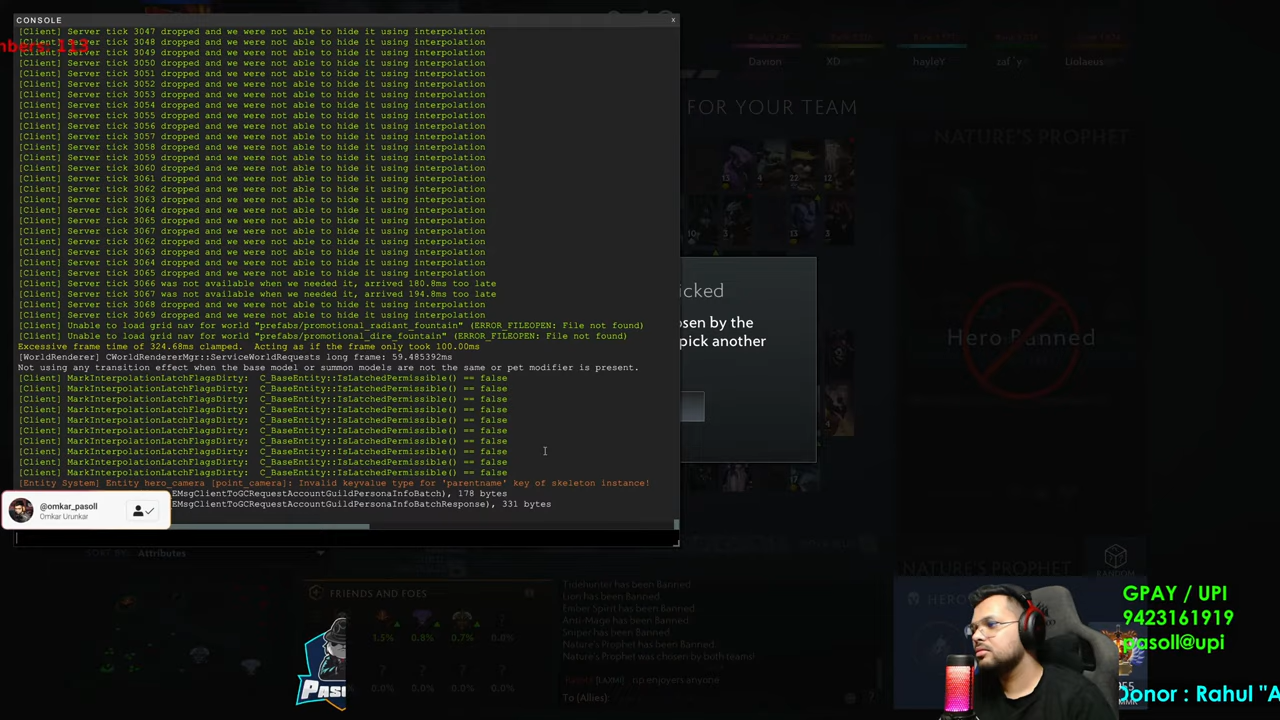 CONSOLE
nbers: 113
[Client] Server tick 3047 dropped and we were not able to hide it using interpolation
[Client] Server tick 3048 dropped and we were not able to hide it using interpolation
[Client] Server tick 3049 dropped and we were not able to hide it using interpolation
[Client] Server tick 3050 dropped and we were not able to hide it using interpolation
[Client] Server tick 3051 dropped and we were not able to hide it using interpolation
[Client] Server tick 3052 dropped and we were not able to hide it using interpolation
[Client] Server tick 3053 dropped and we were not able to hide it using interpolation
[Client] Server tick 3054 dropped and we were not able to hide it using interpolation
[Client] Server tick 3055 dropped and we were not able to hide it using interpolation
[Client] Server tick 3056 dropped and we were not able to hide it using interpolation
[Client] Server tick 3057 dropped and we were not able to hide it using interpolation
[Client] Server tick 3058 dropped and we were not able to hide it using interpolation
[Client] Server tick 3059 dropped and we were not able to hide it using interpolation
[Client] Server tick 3060 dropped and we were not able to hide it using interpolation
[Client] Server tick 3061 dropped and we were not able to hide it using interpolation
[Client] Server tick 3062 dropped and we were not able to hide it using interpolation
[Client] Server tick 3063 dropped and we were not able to hide it using interpolation
[Client] Server tick 3064 dropped and we were not able to hide it using interpolation
[Client] Server tick 3065 dropped and we were not able to hide it using interpolation
[Client] Server tick 3067 dropped and we were not able to hide it using interpolation
[Client] Server tick 3062 dropped and we were not able to hide it using interpolation
[Client] Server tick 3063 dropped and we were not able to hide it using interpolation
[Client] Server tick 3064 dropped and we were not able to hide it using interpolation
[Client] Server tick 3065 dropped and we were not able to hide it using interpolation
[Client] Server tick 3066 was not available when we needed it, arrived 180.8ms too late
[Client] Server tick 3067 was not available when we needed it, arrived 194.8ms too late
[Client] Server tick 3068 dropped and we were not able to hide it using interpolation
[Client] Server tick 3069 dropped and we were not able to hide it using interpolation
[Client] Unable to load grid nav for world "prefabs/promotional_radiant_fountain" (ERROR_FILEOPEN: File not found)
[Client] Unable to load grid nav for world "prefabs/promotional_dire_fountain" (ERROR_FILEOPEN: File not found)
Excessive frame time of 324.68ms clamped.  Acting as if the frame only took 100.00ms
[WorldRenderer] CWorldRendererMgr::ServiceWorldRequests long frame: 59.485392ms
Not using any transition effect when the base model or summon models are not the same or pet modifier is present.
[Client] MarkInterpolationLatchFlagsDirty:  C_BaseEntity::IsLatchedPermissible() == false
[Client] MarkInterpolationLatchFlagsDirty:  C_BaseEntity::IsLatchedPermissible() == false
[Client] MarkInterpolationLatchFlagsDirty:  C_BaseEntity::IsLatchedPermissible() == false
[Client] MarkInterpolationLatchFlagsDirty:  C_BaseEntity::IsLatchedPermissible() == false
[Client] MarkInterpolationLatchFlagsDirty:  C_BaseEntity::IsLatchedPermissible() == false
[Client] MarkInterpolationLatchFlagsDirty:  C_BaseEntity::IsLatchedPermissible() == false
[Client] MarkInterpolationLatchFlagsDirty:  C_BaseEntity::IsLatchedPermissible() == false
[Client] MarkInterpolationLatchFlagsDirty:  C_BaseEntity::IsLatchedPermissible() == false
[Client] MarkInterpolationLatchFlagsDirty:  C_BaseEntity::IsLatchedPermissible() == false
[Client] MarkInterpolationLatchFlagsDirty:  C_BaseEntity::IsLatchedPermissible() == false
[Entity System] Entity hero_camera [point_camera]: Invalid keyvalue type for 'parentname' key of skeleton instance!
EMsgClientToGCRequestAccountGuildPersonaInfoBatch), 178 bytes
EMsgClientToGCRequestAccountGuildPersonaInfoBatchResponse), 331 bytes
@omkar_pasoll
Omkar Urunkar
Davion
XD
hayleY
zaf`y
Liolaeus
FOR YOUR TEAM
NATURE'S PROPHET
icked
sen by the
pick another
Hero Banned
SORT BY:
Attributes
FRIENDS AND FOES
1.5%
0.8%
0.7%
0.0%
0.0%
0.0%
0.0%
0.0%
Tidehunter has been Banned
Lion has been Banned
Ember Spirit has been Banned
Anti-Mage has been Banned
Sniper has been Banned
Nature's Prophet has been Banned
Nature's Prophet was chosen by both teams!
To (Allies):
NATURE'S PROPHET
RANDOM
GPAY / UPI
9423161919
pasoll@upi
Donor : Rahul "A